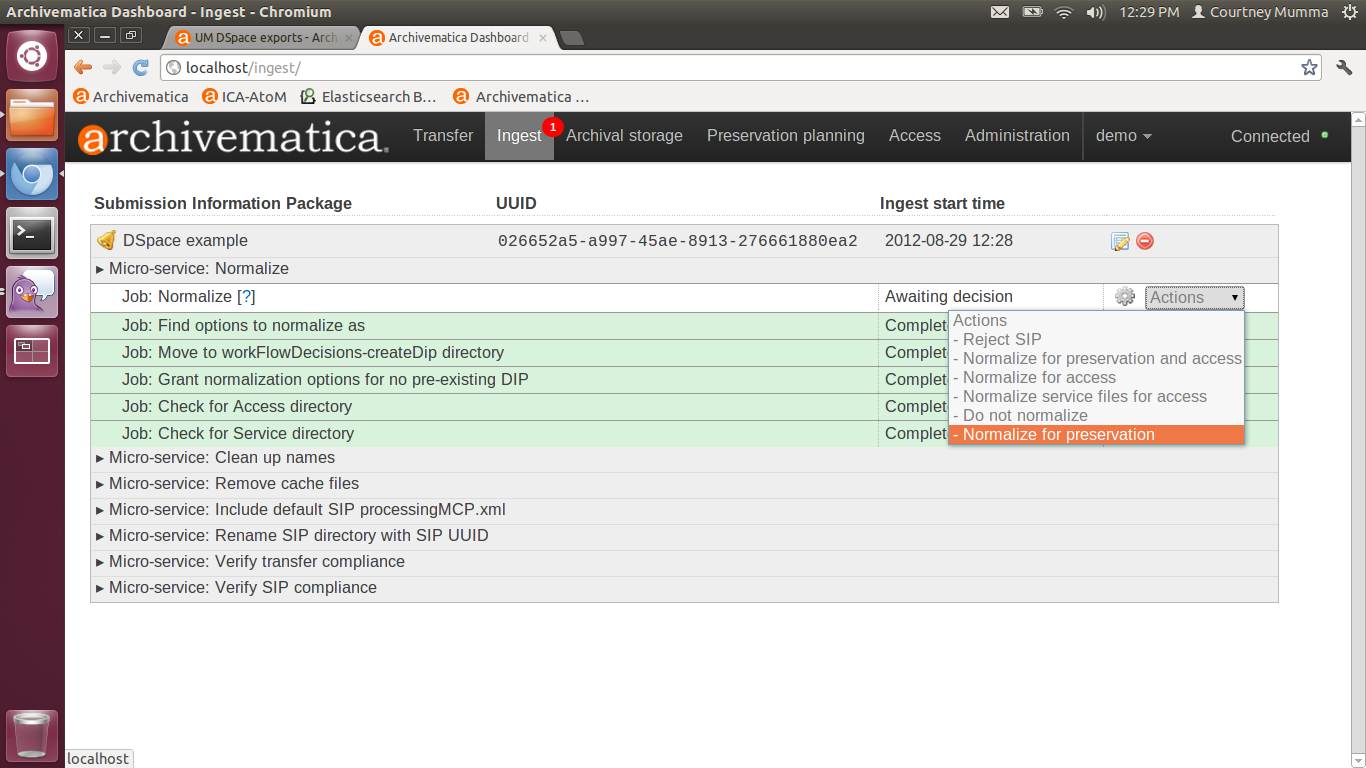 Archivematica Dashboard - Ingest - Chromium
12:29 PM
Courtney Mumma
UM DSpace exports - Arch
Archivematica Dashboard
localhost/ingest/
Archivematica
ICA-AtoM
Elasticsearch B...
Archivematica ...
archivematica.
Transfer
Ingest
1
Archival storage
Preservation planning
Access
Administration
demo
Connected
Submission Information Package
UUID
Ingest start time
DSpace example
026652a5-a997-45ae-8913-276661880ea2
2012-08-29 12:28
Micro-service: Normalize
Job: Normalize [?]
Awaiting decision
Actions
Job: Find options to normalize as
Complet
Job: Move to workFlowDecisions-createDip directory
Complet
Job: Grant normalization options for no pre-existing DIP
Complet
Job: Check for Access directory
Complet
Job: Check for Service directory
Complet
Actions
- Reject SIP
- Normalize for preservation and access
- Normalize for access
- Normalize service files for access
- Do not normalize
- Normalize for preservation
Micro-service: Clean up names
Micro-service: Remove cache files
Micro-service: Include default SIP processingMCP.xml
Micro-service: Rename SIP directory with SIP UUID
Micro-service: Verify transfer compliance
Micro-service: Verify SIP compliance
localhost